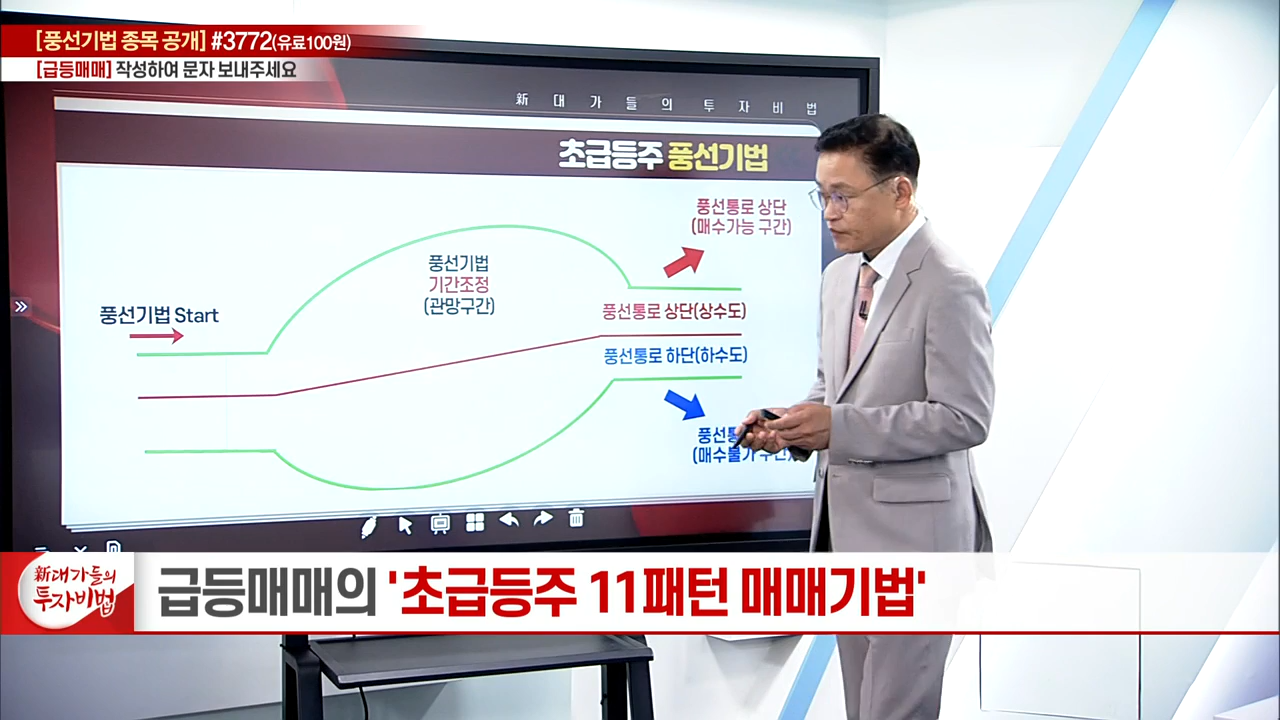 [풍선기법 종목 공개] #3772(유료100원)
[급등매매] 작성하여 문자 보내주세요
新 대 가 들 의 투 자 비 법
초급등주 풍선기법
풍선통로 상단
(매수가능 구간)
풍선기법
기간조정
(관망구간)
풍선기법 Start
풍선통로 상단(상수도)
풍선통로 하단(하수도)
(매수불가
新대가들의
투자비법
급등매매의 '초급등주 11패턴 매매기법'